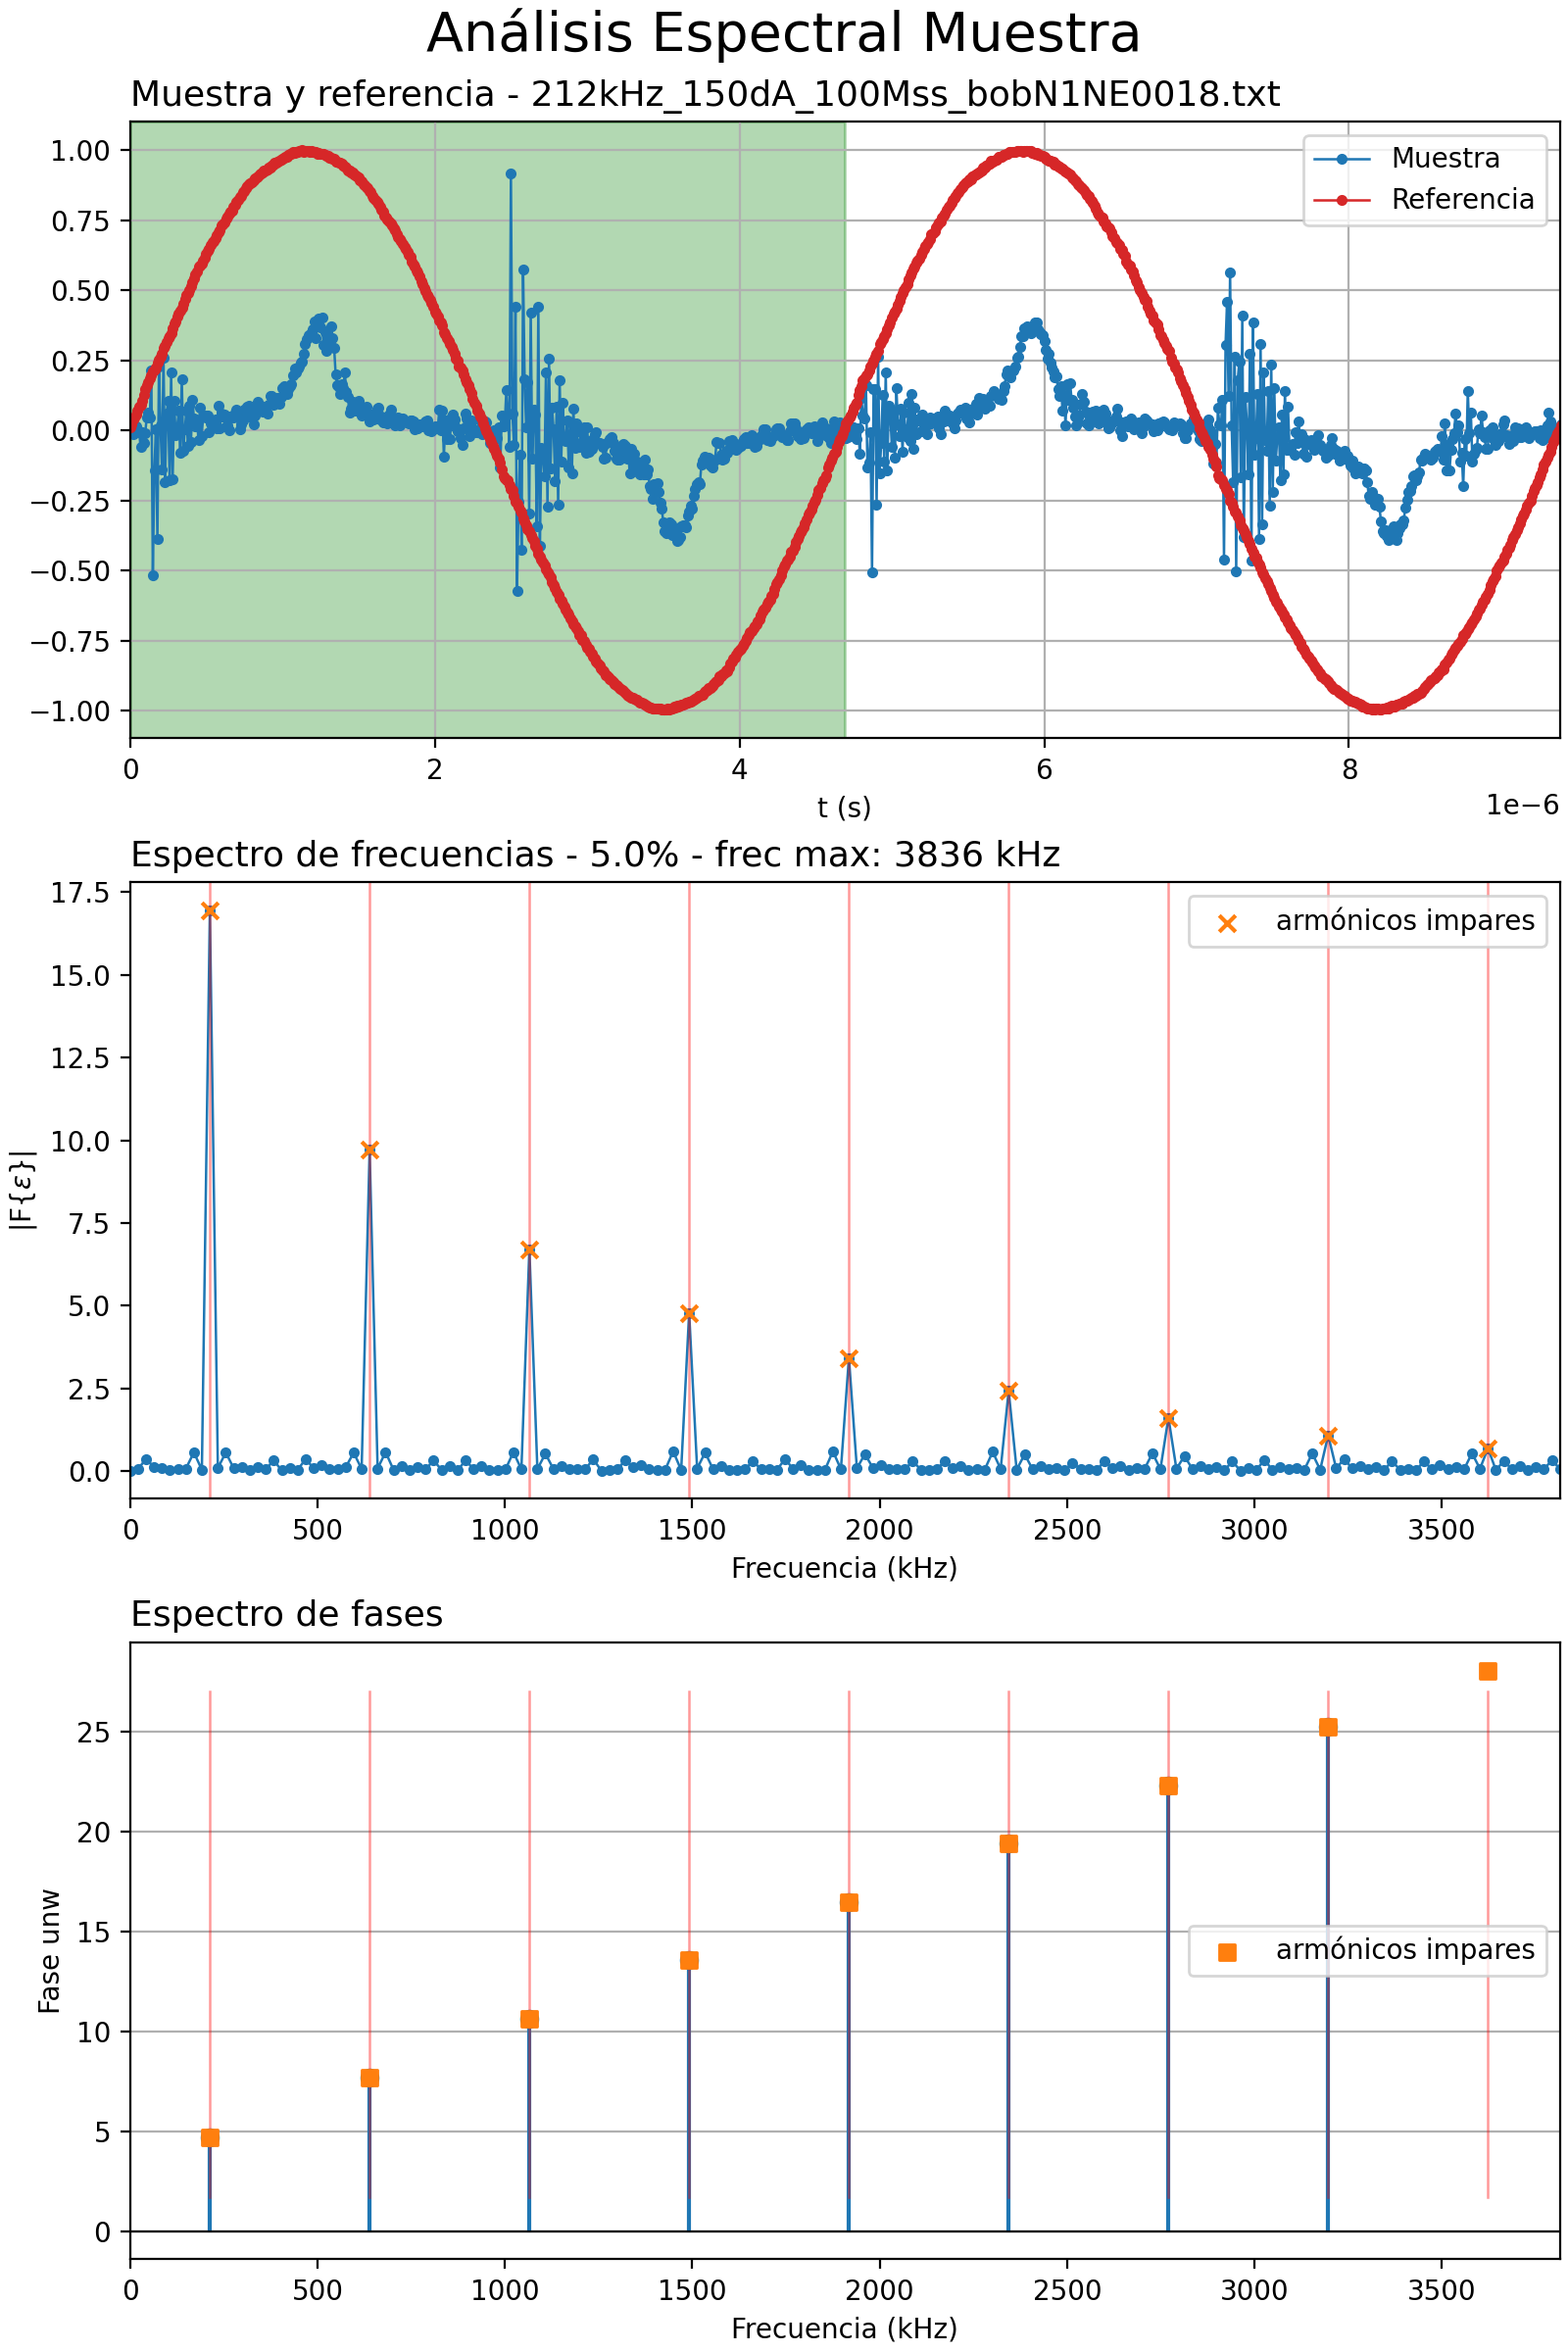 Análisis Espectral Muestra
Muestra y referencia - 212kHz_150dA_100Mss_bobN1NE0018.txt
1.00
0.75
0.50
0.25
0.00
−0.25
−0.50
−0.75
−1.00
Muestra
Referencia
0 2 4 6 8
t (s)
1e−6
Espectro de frecuencias - 5.0% - frec max: 3836 kHz
17.5
15.0
12.5
10.0
7.5
5.0
2.5
0.0
|F{ε}|
armónicos impares
0 500 1000 1500 2000 2500 3000 3500
Frecuencia (kHz)
Espectro de fases
25
20
15
10
5
0
Fase unw
armónicos impares
0 500 1000 1500 2000 2500 3000 3500
Frecuencia (kHz)